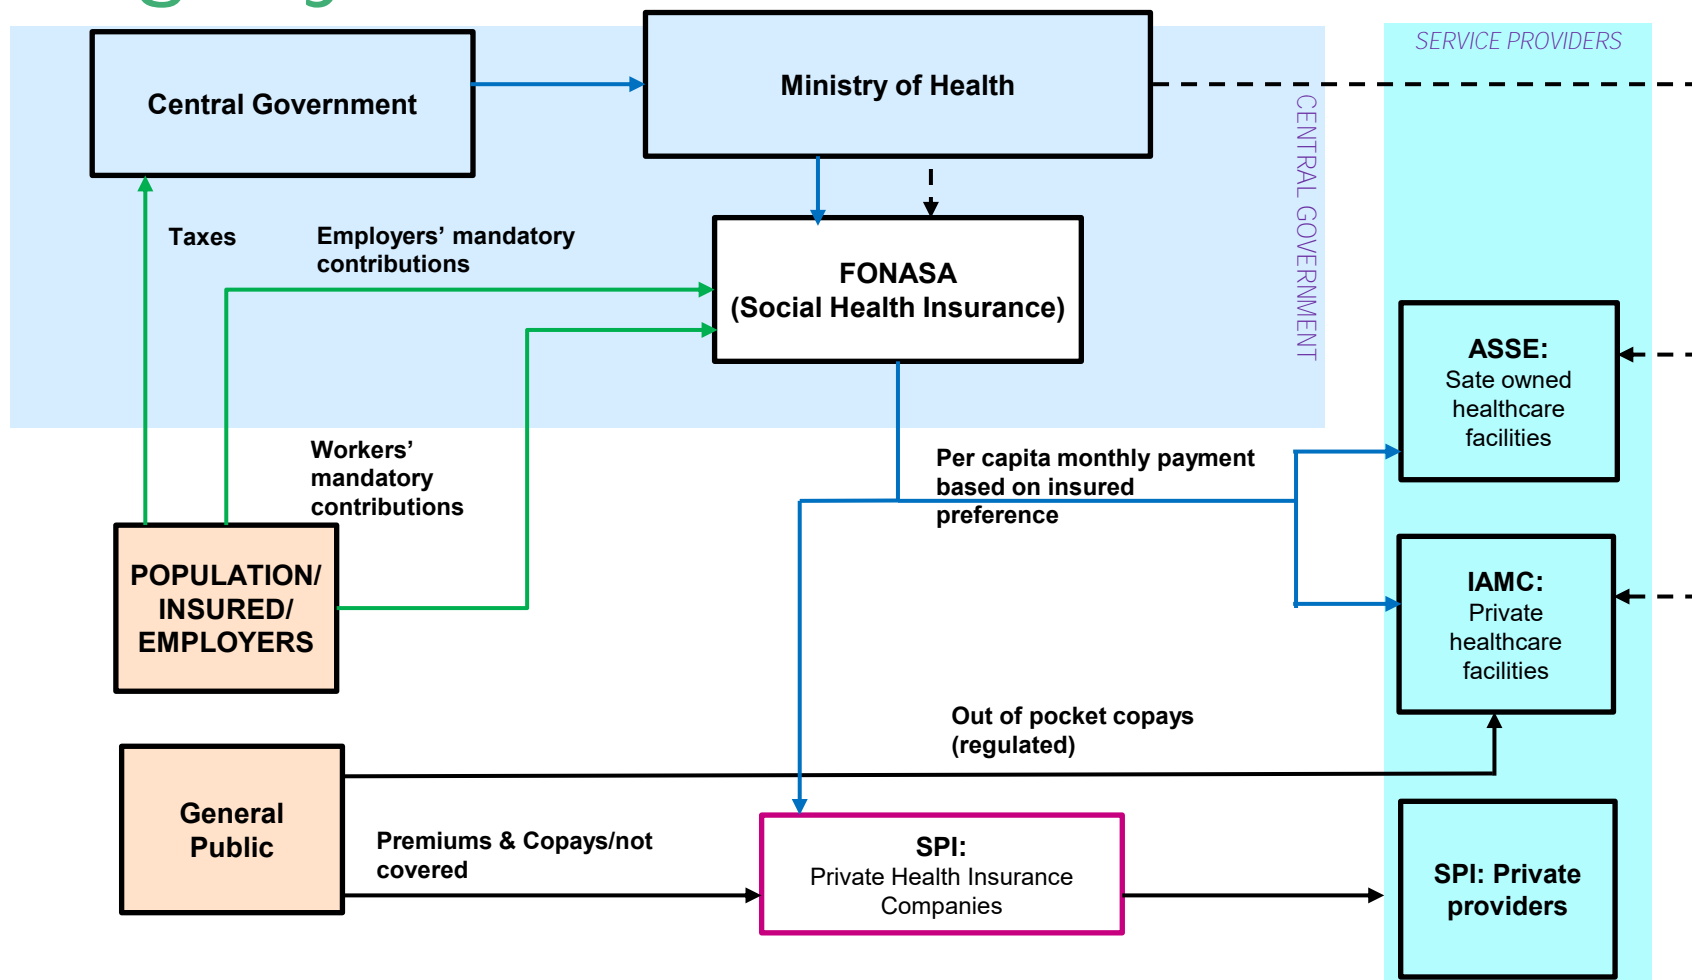 SERVICE PROVIDERS
Central Government
Ministry of Health
CENTRAL GOVERNMENT
Taxes
Employers’ mandatory
contributions
FONASA
(Social Health Insurance)
ASSE:
Sate owned
healthcare
facilities
Workers’
mandatory
contributions
Per capita monthly payment
based on insured
preference
POPULATION/
INSURED/
EMPLOYERS
IAMC:
Private
healthcare
facilities
Out of pocket copays
(regulated)
General
Public
Premiums & Copays/not
covered
SPI:
Private Health Insurance
Companies
SPI: Private
providers